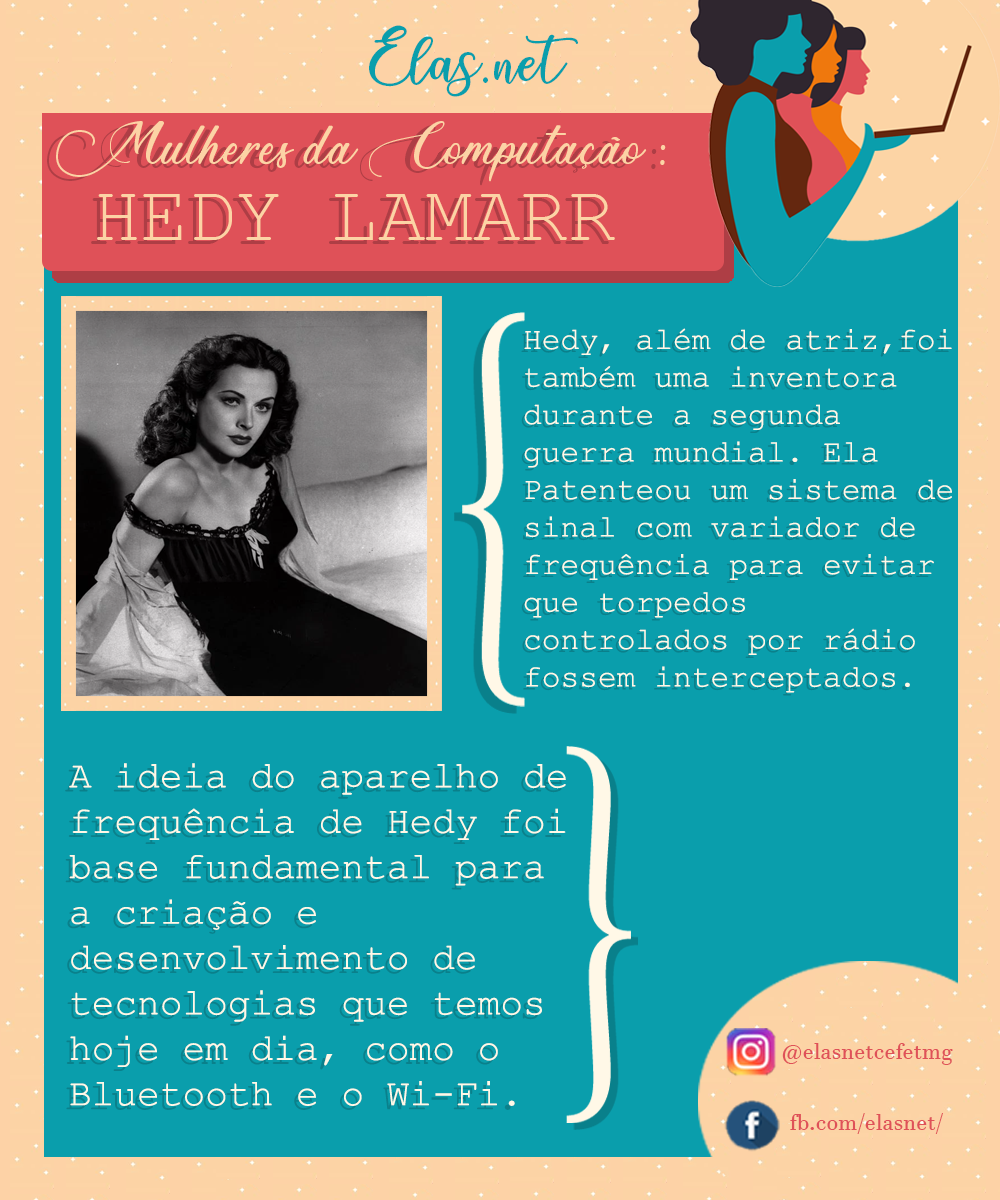 Elas.net
Mulheres da Computação:
HEDY LAMARR
Hedy, além de atriz,foi
também uma inventora
durante a segunda
guerra mundial. Ela
Patenteou um sistema de
sinal com variador de
frequência para evitar
que torpedos
controlados por rádio
fossem interceptados.
A ideia do aparelho de
frequência de Hedy foi
base fundamental para
a criação e
desenvolvimento de
tecnologias que temos
hoje em dia, como o
Bluetooth e o Wi-Fi.
@elasnetcefetmg
fb.com/elasnet/